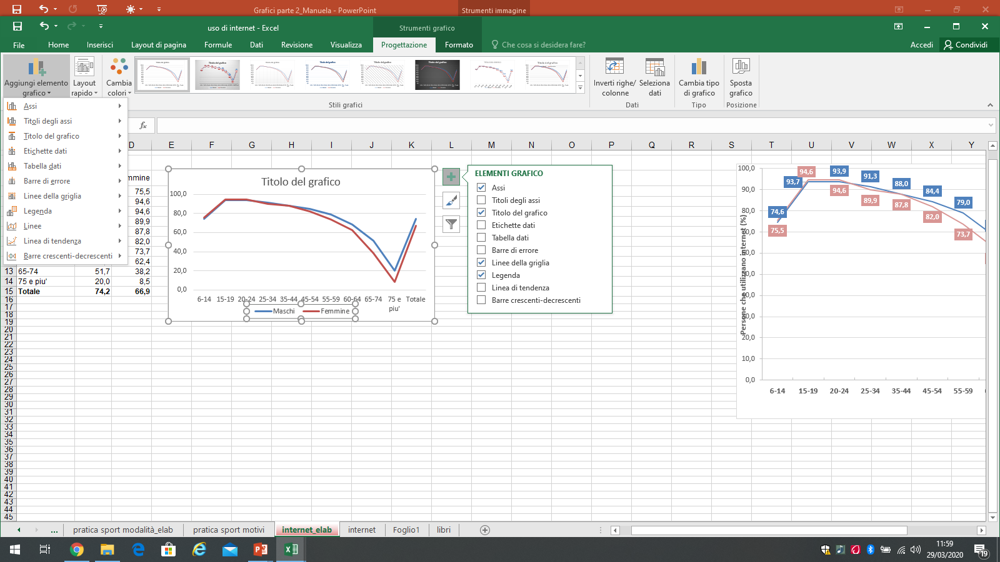 Grafici parte 2_Manuela - PowerPoint
Strumenti immagine
uso di internet - Excel
Strumenti grafico
File
Home
Inserisci
Layout di pagina
Formule
Dati
Revisione
Visualizza
Progettazione
Formato
Che cosa si desidera fare?
Accedi
Condividi
Aggiungi elemento
grafico
Layout
rapido
Cambia
colori
Stili grafici
Inverti righe/
colonne
Seleziona
dati
Dati
Cambia tipo
di grafico
Tipo
Sposta
grafico
Posizione
Assi
Titoli degli assi
Titolo del grafico
Etichette dati
Tabella dati
Barre di errore
Linee della griglia
Legenda
Linee
Linea di tendenza
Barre crescenti-decrescenti
fx
D E F G H I J K L M N O P Q R S T U V W X Y
mmine
75,5
94,6
94,6
89,9
87,8
82,0
73,7
62,4
13 65-74 51,7 38,2
14 75 e piu' 20,0 8,5
15 Totale 74,2 66,9
16
17
18
19
20
21
22
23
24
25
26
27
28
29
30
31
32
33
34
35
36
37
38
39
40
41
42
43
44
45
Titolo del grafico
100,0
80,0
60,0
40,0
20,0
0,0
6-14 15-19 20-24 25-34 35-44 45-54 55-59 60-64 65-74 75 e piu' Totale
Maschi Femmine
ELEMENTI GRAFICO
Assi
Titoli degli assi
Titolo del grafico
Etichette dati
Tabella dati
Barre di errore
Linee della griglia
Legenda
Linea di tendenza
Barre crescenti-decrescenti
Persone che utilizzano internet (%)
100,0
90,0
80,0
70,0
60,0
50,0
40,0
30,0
20,0
10,0
0,0
74,6 93,7 93,9 91,3 88,0 84,4 79,0
75,5 94,6 94,6 89,9 87,8 82,0 73,7
6-14 15-19 20-24 25-34 35-44 45-54 55-59
... pratica sport modalità_elab pratica sport motivi internet_elab internet Foglio1 libri
11:59
29/03/2020
19